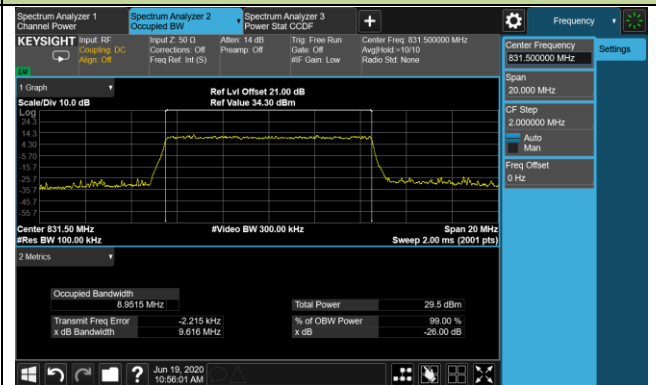 Spectrum Analyzer 1
Channel Power
Spectrum Analyzer 2
Occupied BW
Spectrum Analyzer 3
Power Stat CCDF
Frequency
KEYSIGHT
Input: RF
Coupling: DC
Align: Off
Input Z: 50 Ω
Corrections: Off
Freq Ref: Int (S)
Atten: 14 dB
Preamp: Off
Trig: Free Run
Gate: Off
#IF Gain: Low
Center Freq: 831.500000 MHz
Avg|Hold:>10/10
Radio Std: None
LW
Center Frequency
831.500000 MHz
Settings
Span
20.000 MHz
CF Step
2.000000 MHz
Auto
Man
Freq Offset
0 Hz
1 Graph
Scale/Div 10.0 dB
Ref Lvl Offset 21.00 dB
Ref Value 34.30 dBm
Log
24.3
14.3
4.30
-5.70
-15.7
-25.7
-35.7
-45.7
-55.7
Center 831.50 MHz
#Res BW 100.00 kHz
#Video BW 300.00 kHz
Span 20 MHz
Sweep 2.00 ms (2001 pts)
2 Metrics
Occupied Bandwidth
8.9515 MHz
Total Power 29.5 dBm
Transmit Freq Error -2.215 kHz
% of OBW Power 99.00 %
x dB Bandwidth 9.616 MHz
x dB -26.00 dB
?
Jun 19, 2020
10:56:01 AM